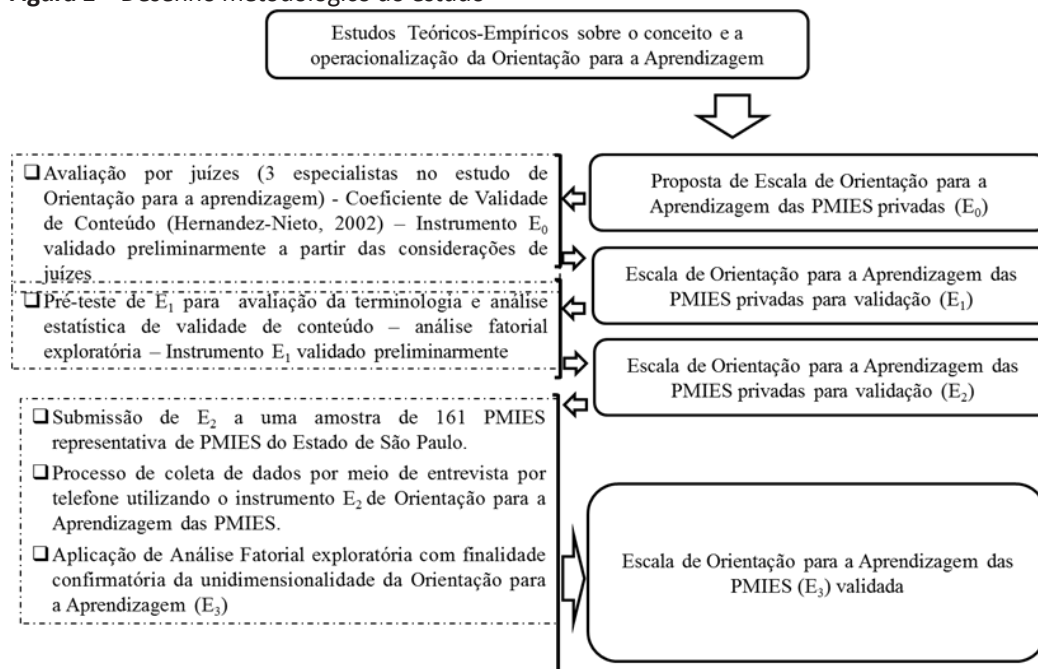 Figura 1 – Desenho metodológico do estudo
Estudos Teóricos-Empíricos sobre o conceito e a
operacionalização da Orientação para a Aprendizagem
❑Avaliação por juízes (3 especialistas no estudo de
Orientação para a aprendizagem) - Coeficiente de Validade
de Conteúdo (Hernandez-Nieto, 2002) – Instrumento E₀
validado preliminarmente a partir das considerações de
juízes
Proposta de Escala de Orientação para a
Aprendizagem das PMIES privadas (E₀)
Escala de Orientação para a Aprendizagem das
PMIES privadas para validação (E₁)
❑Pré-teste de E₁ para avaliação da terminologia e análise
estatística de validade de conteúdo – análise fatorial
exploratória – Instrumento E₁ validado preliminarmente
Escala de Orientação para a Aprendizagem das
PMIES privadas para validação (E₂)
❑Submissão de E₂ a uma amostra de 161 PMIES
representativa de PMIES do Estado de São Paulo.
❑Processo de coleta de dados por meio de entrevista por
telefone utilizando o instrumento E₂ de Orientação para a
Aprendizagem das PMIES.
❑Aplicação de Análise Fatorial exploratória com finalidade
confirmatória da unidimensionalidade da Orientação para
a Aprendizagem (E₃)
Escala de Orientação para a Aprendizagem das
PMIES (E₃) validada